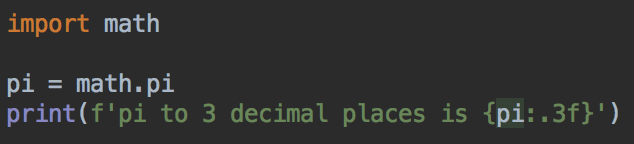 import math
pi = math.pi
print(f'pi to 3 decimal places is {pi:.3f}')